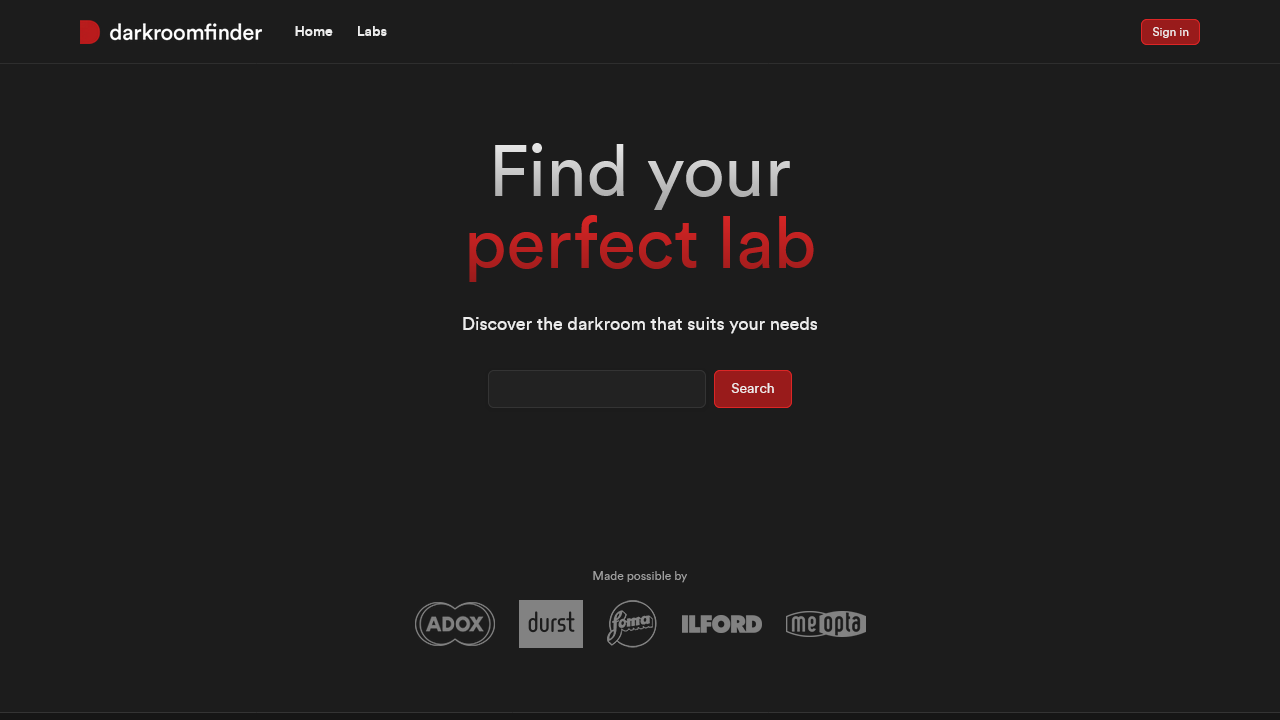 darkroomfinder
Home
Labs
Sign in
Find your
perfect lab
Discover the darkroom that suits your needs
Search
Made possible by
ADOX
durst
foma
ILFORD
meopta